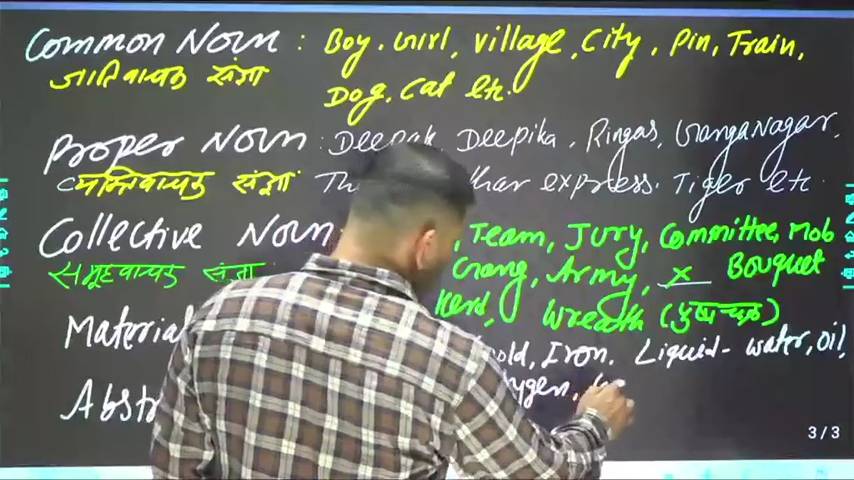 Common Noun : Boy. Girl, village, City, Pin, Train,
जातिवाचक संज्ञा
Dog, Cat etc.
Proper Noun : Deepak, Deepika, Ringas, Ganganagar,
व्यक्तिवाचक संज्ञा express. Tiger etc
Collective Noun , Team, Jury, Committee, Mob
समूहवाचक संज्ञा Gang, Army, x Bouquet
Herd, Wreath
Material Iron. Liquid - water, oil,
3/3